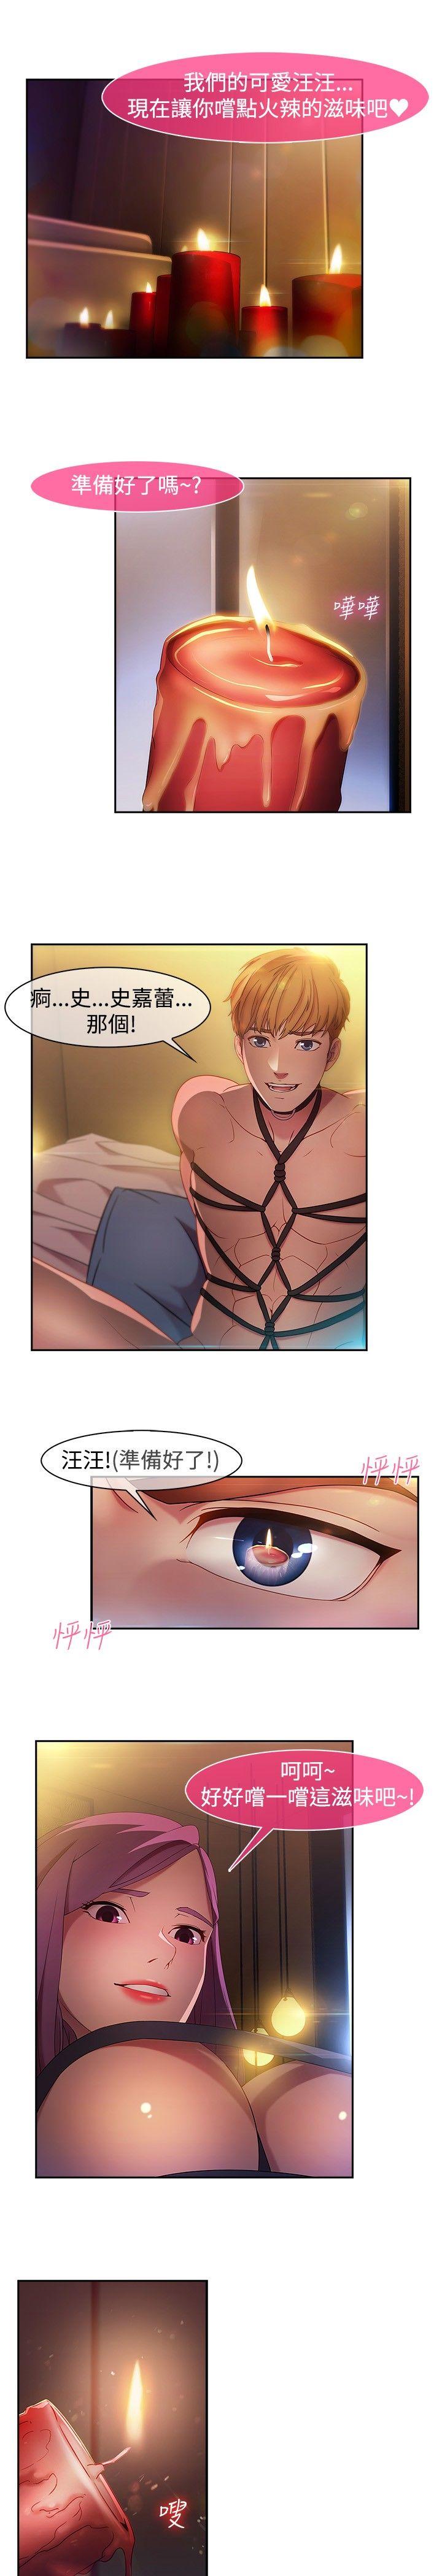 我們的可愛汪汪...
現在讓你嚐點火辣的滋味吧♥
準備好了嗎~?
嘩嘩
痾...史...史嘉蕾...
那個!
汪汪!(準備好了!)
怦怦
怦怦
呵呵~
好好嚐一嚐這滋味吧~!
嗖